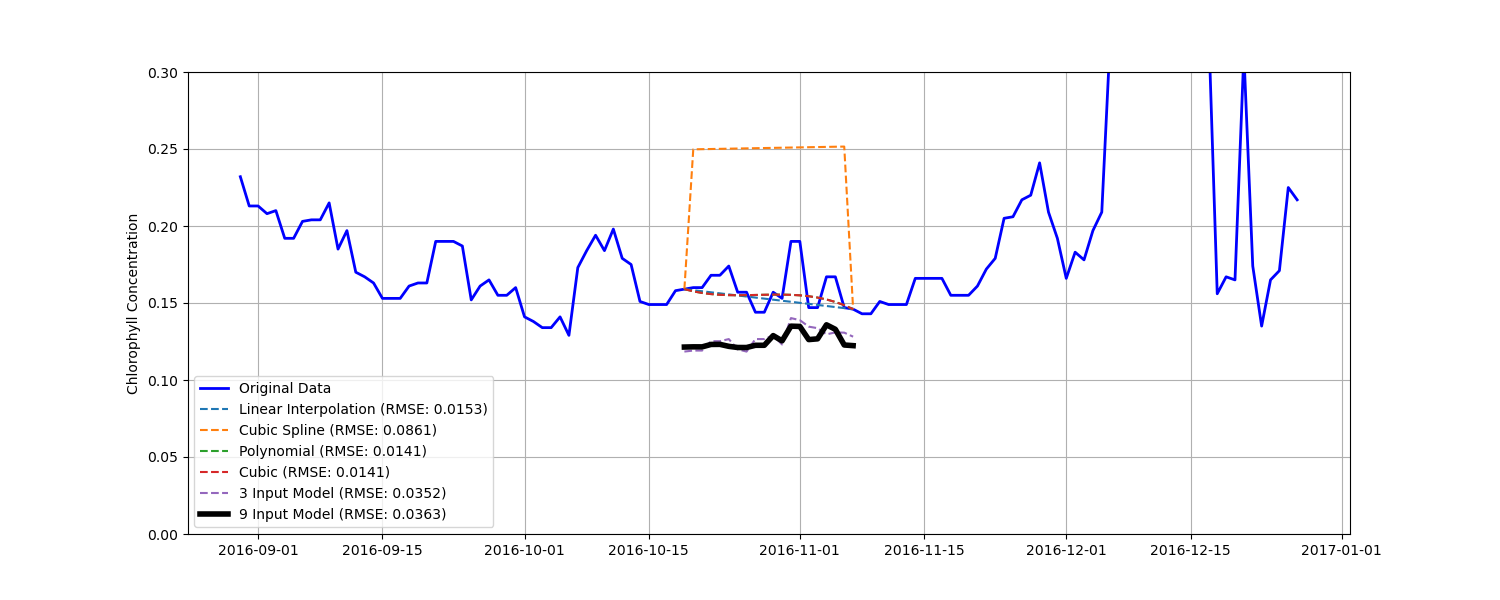 0.30
0.25
0.20
0.15
0.10
0.05
0.00
Chlorophyll Concentration
Original Data
Linear Interpolation (RMSE: 0.0153)
Cubic Spline (RMSE: 0.0861)
Polynomial (RMSE: 0.0141)
Cubic (RMSE: 0.0141)
3 Input Model (RMSE: 0.0352)
9 Input Model (RMSE: 0.0363)
2016-09-01 2016-09-15 2016-10-01 2016-10-15 2016-11-01 2016-11-15 2016-12-01 2016-12-15 2017-01-01